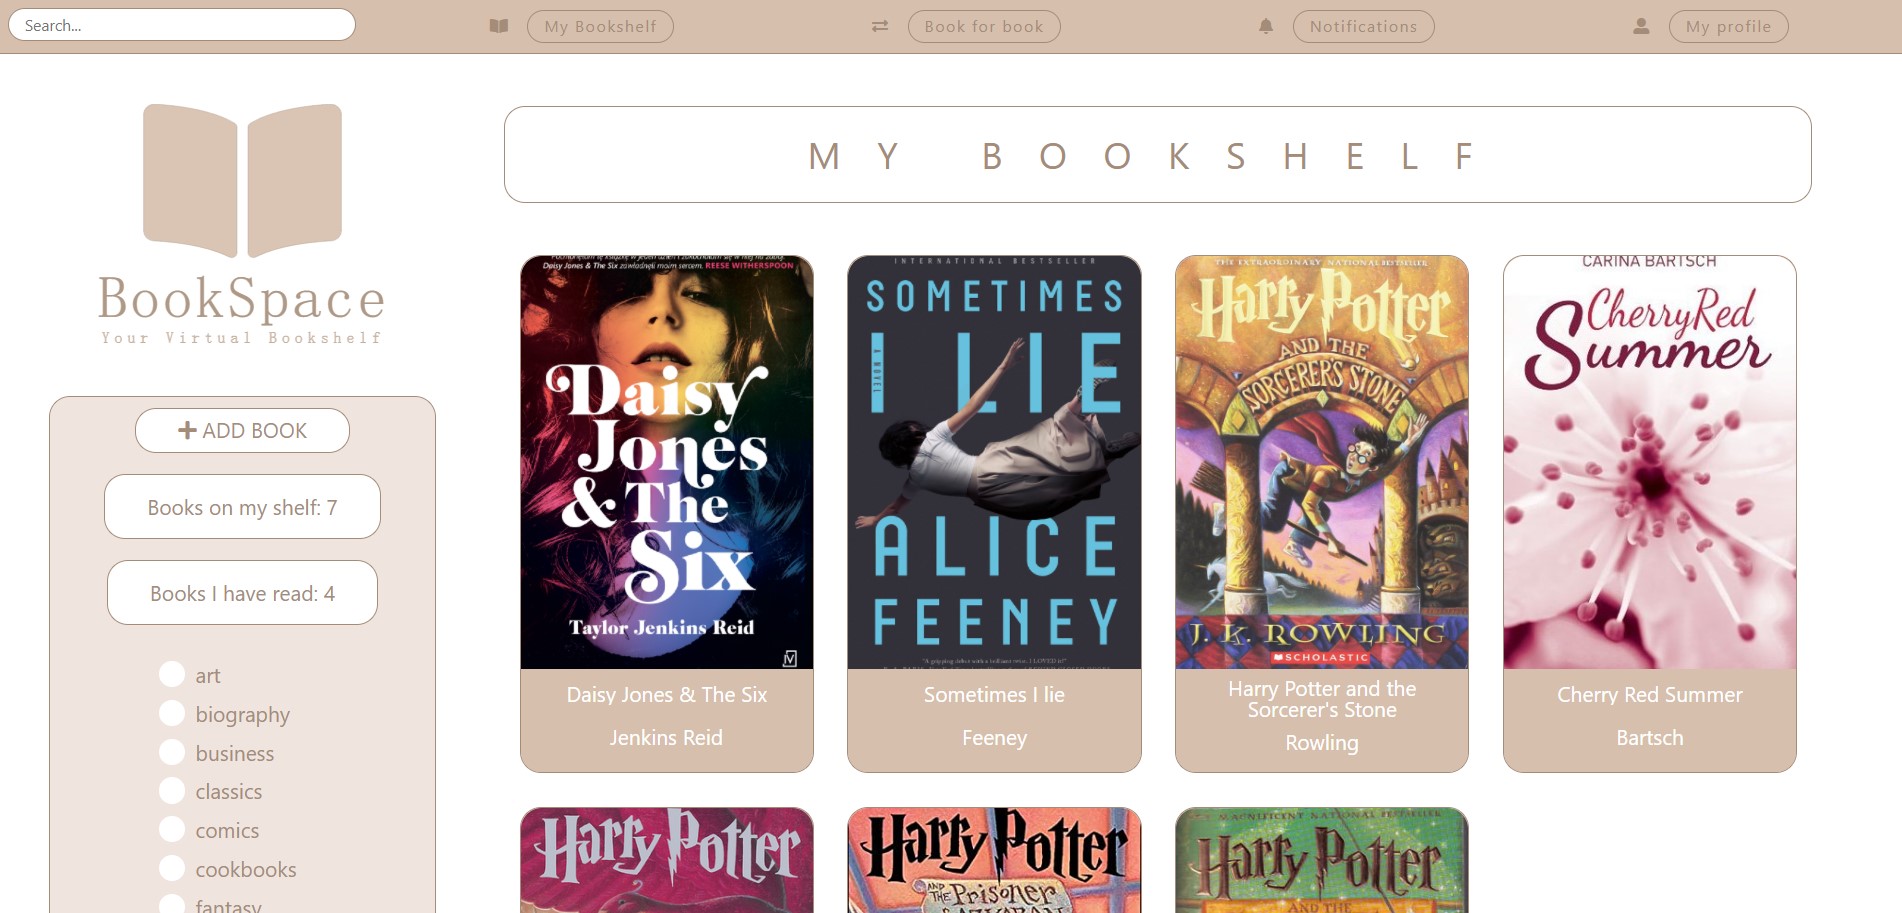 Search...
My Bookshelf
Book for book
Notifications
My profile
BookSpace
Your Virtual Bookshelf
ADD BOOK
Books on my shelf: 7
Books I have read: 4
art
biography
business
classics
comics
cookbooks
fantasy
MY BOOKSHELF
Daisy Jones & The Six zawładnęli moim sercem. REESE WITHERSPOON
Daisy
Jones
& The
Six
Taylor Jenkins Reid
Daisy Jones & The Six
Jenkins Reid
INTERNATIONAL BESTSELLER
SOMETIMES
I LIE
A NOVEL
ALICE
FEENEY
Sometimes I lie
Feeney
THE EXTRAORDINARY NATIONAL BESTSELLER
Harry Potter
AND THE
SORCERER'S STONE
J. K. ROWLING
SCHOLASTIC
Harry Potter and the
Sorcerer's Stone
Rowling
CARINA BARTSCH
Cherry Red
Summer
Cherry Red Summer
Bartsch
Harry Potter
Harry Potter
AND THE Prisoner
OF AZKABAN
MAGNIFICENT NATIONAL BESTSELLER
Harry Potter
AND THE